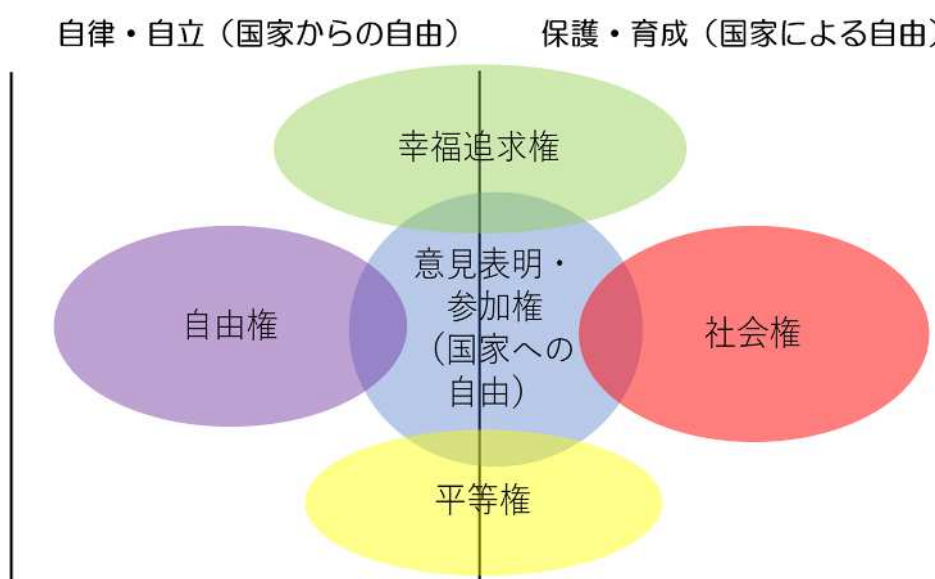 自律・自立（国家からの自由）
保護・育成（国家による自由）
幸福追求権
意見表明・
参加権
（国家への
自由）
自由権
社会権
平等権